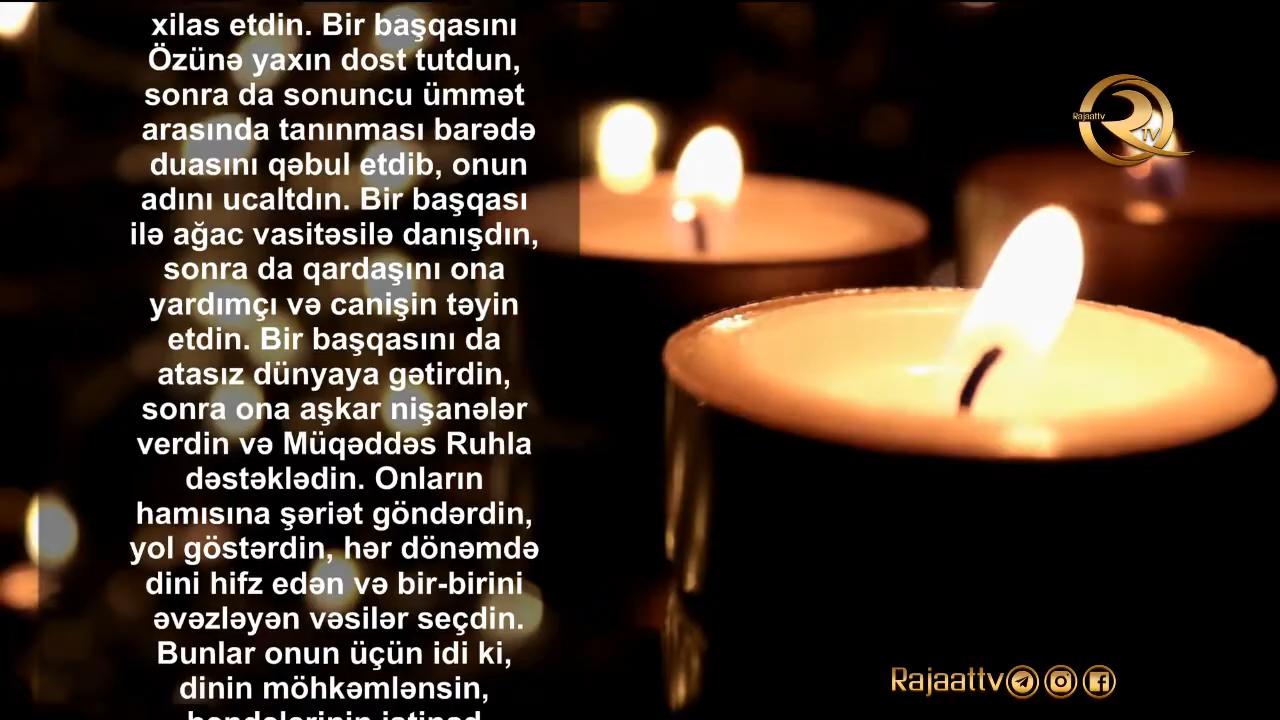 xilas etdin. Bir başqasını
Özünə yaxın dost tutdun,
sonra da sonuncu ümmət
arasında tanınması barədə
duasını qəbul etdib, onun
adını ucaltdın. Bir başqası
ilə ağac vasitəsilə danışdın,
sonra da qardaşını ona
yardımçı və canişin təyin
etdin. Bir başqasını da
atasız dünyaya gətirdin,
sonra ona aşkar nişanələr
verdin və Müqəddəs Ruhla
dəstəklədin. Onların
hamısına şəriət göndərdin,
yol göstərdin, hər dönəmdə
dini hifz edən və bir-birini
əvəzləyən vəsilər seçdin.
Bunlar onun üçün idi ki,
dinin möhkəmlənsin,
Rajaattv
R TV
Rajaattv